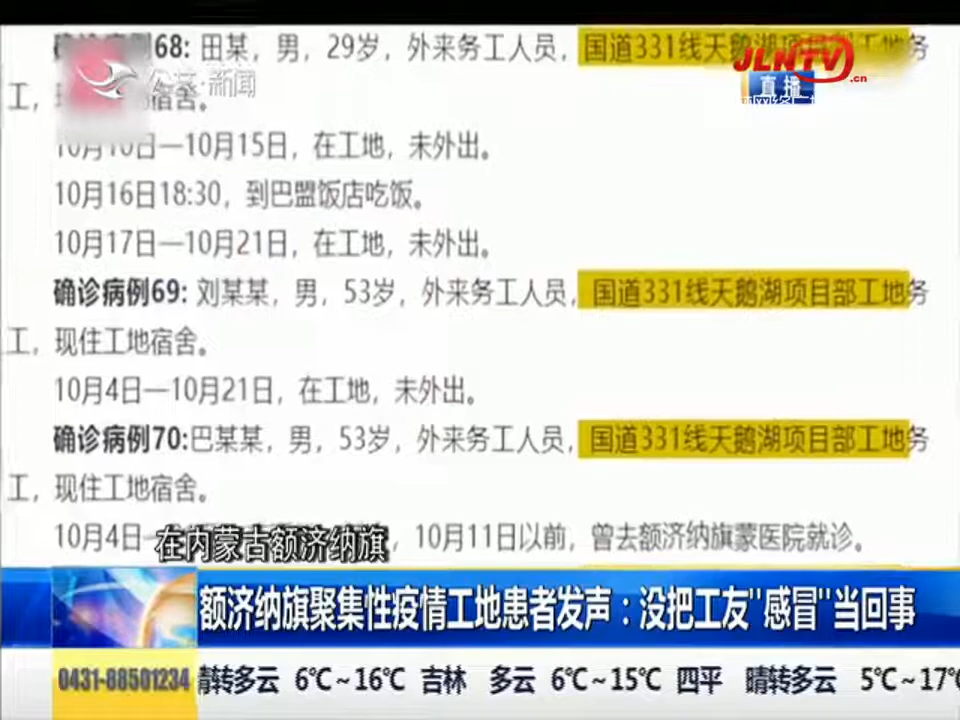 确诊病例68: 田某，男，29岁，外来务工人员，国道331线天鹅湖项目部工地务
工，现住工地宿舍。
公共·新闻
JLNTV.cn
直播
10月10日—10月15日，在工地，未外出。
10月16日18:30，到巴盟饭店吃饭。
10月17日—10月21日，在工地，未外出。
确诊病例69: 刘某某，男，53岁，外来务工人员，国道331线天鹅湖项目部工地务
工，现住工地宿舍。
10月4日—10月21日，在工地，未外出。
确诊病例70:巴某某，男，53岁，外来务工人员，国道331线天鹅湖项目部工地务
工，现住工地宿舍。
10月4日—，10月11日以前，曾去额济纳旗蒙医院就诊。
在内蒙古额济纳旗
额济纳旗聚集性疫情工地患者发声：没把工友"感冒"当回事
0431-88501234 晴转多云 6℃～16℃ 吉林 多云 6℃～15℃ 四平 晴转多云 5℃～17℃